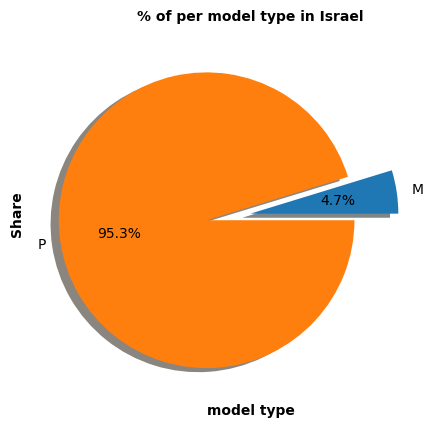 % of per model type in Israel
M
4.7%
Share
95.3%
P
model type